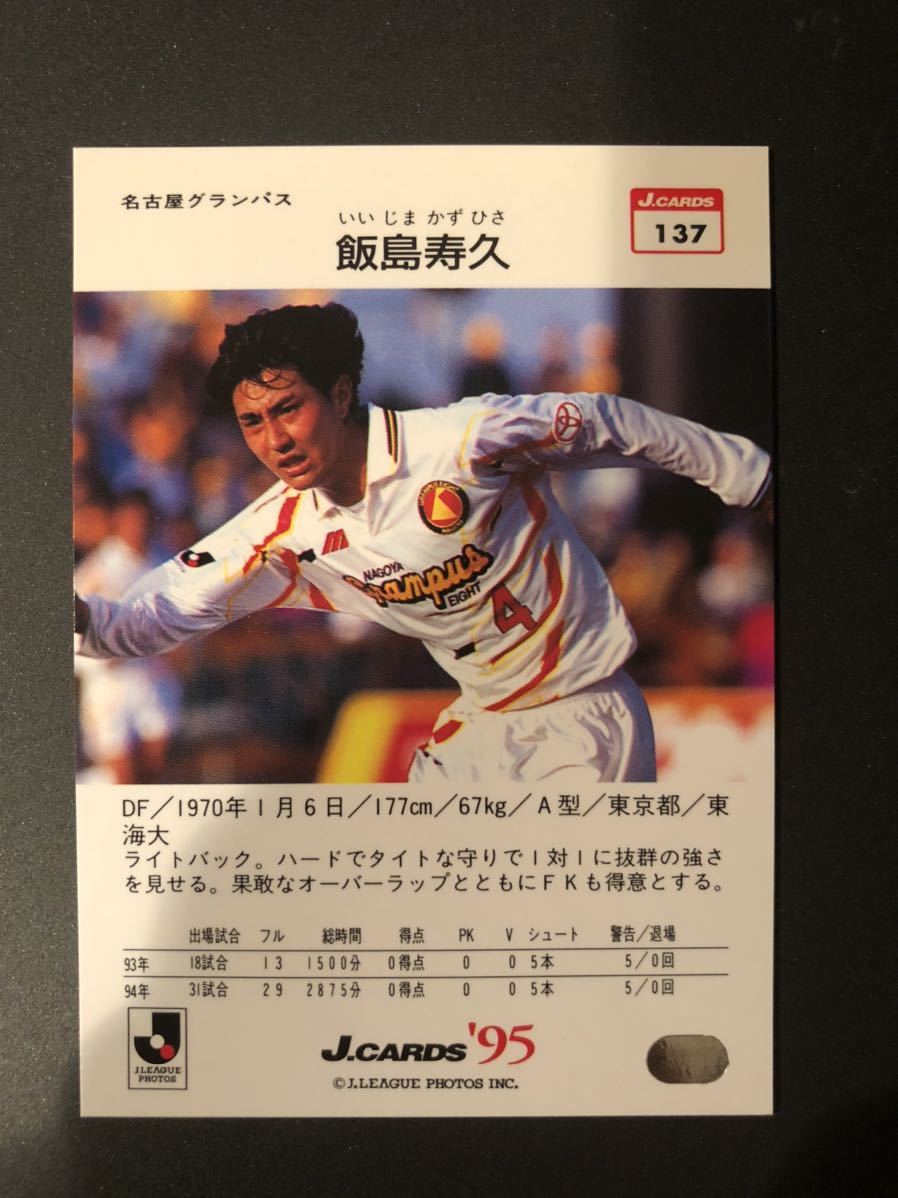 名古屋グランパス
いい じま かず ひさ
飯島寿久
J.CARDS
137
NAGOYA
Grampus
EIGHT
4
DF／1970年1月6日／177cm／67kg／A型／東京都／東
海大
ライトバック。ハードでタイトな守りで1対1に抜群の強さ
を見せる。果敢なオーバーラップとともにＦＫも得意とする。
出場試合 フル 総時間 得点 PK V シュート 警告/退場
93年 18試合 13 1500分 0得点 0 0 5本 5/0回
94年 31試合 29 2875分 0得点 0 0 5本 5/0回
J.LEAGUE
PHOTOS
J.CARDS '95
©J.LEAGUE PHOTOS INC.